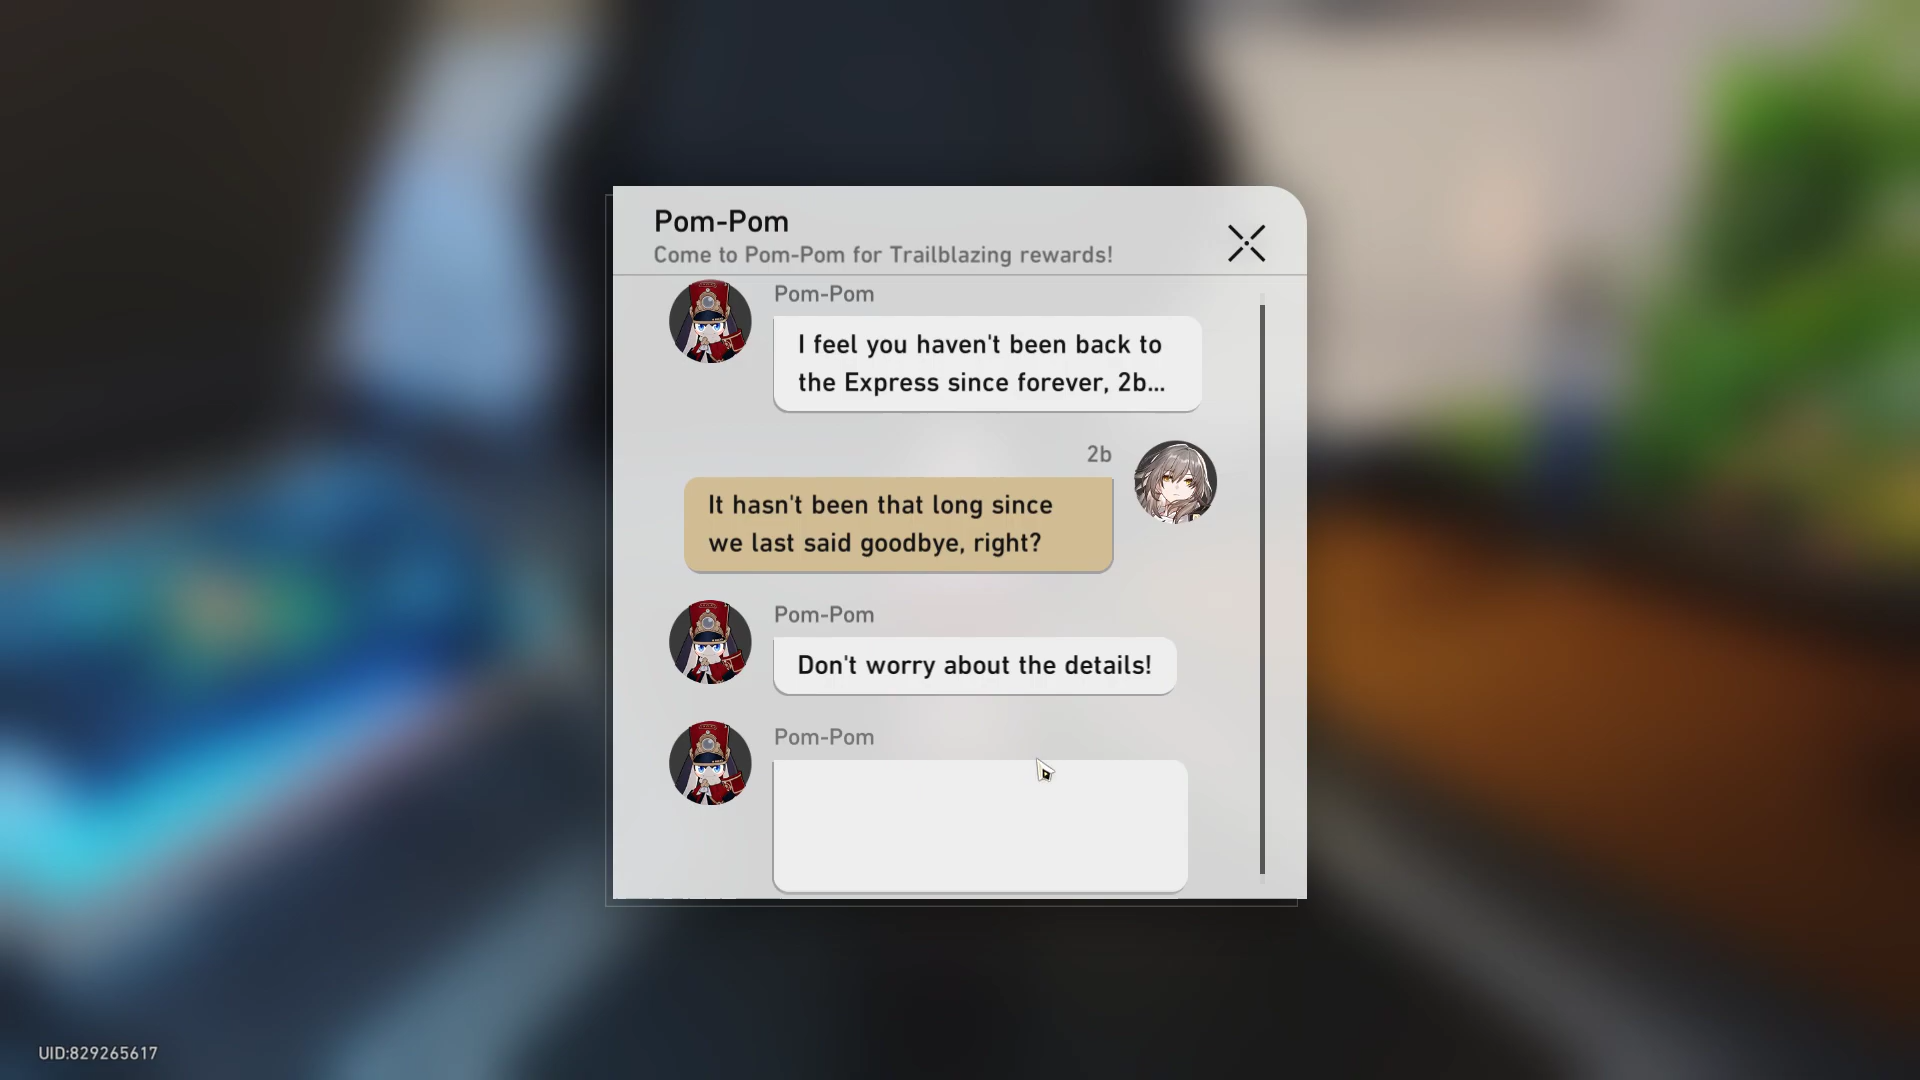 Pom-Pom
Come to Pom-Pom for Trailblazing rewards!
Pom-Pom
I feel you haven't been back to
the Express since forever, 2b...
2b
It hasn't been that long since
we last said goodbye, right?
Pom-Pom
Don't worry about the details!
Pom-Pom
UID:829265617